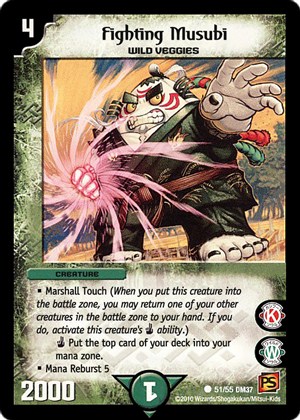 4
Fighting Musubi
WILD VEGGIES
CREATURE
▪ Marshall Touch (When you put this creature into
the battle zone, you may return one of your other
creatures in the battle zone to your hand. If you
do, activate this creature's ability.)
Put the top card of your deck into
your mana zone.
▪ Mana Reburst 5
K
W
2000
1
51/55 DM37
PS
©2010 Wizards/Shogakukan/Mitsui-Kids